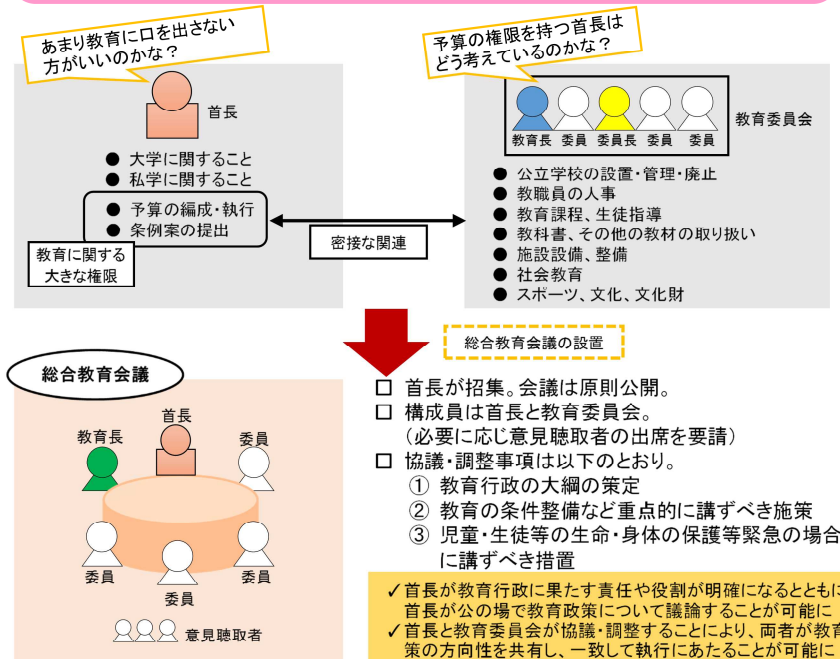 あまり教育に口を出さない
方がいいのかな？
首長
● 大学に関すること
● 私学に関すること
● 予算の編成・執行
● 条例案の提出
教育に関する
大きな権限
密接な関連
予算の権限を持つ首長は
どう考えているのかな？
教育長 委員 委員長 委員 委員
教育委員会
● 公立学校の設置・管理・廃止
● 教職員の人事
● 教育課程、生徒指導
● 教科書、その他の教材の取り扱い
● 施設設備、整備
● 社会教育
● スポーツ、文化、文化財
総合教育会議の設置
総合教育会議
首長
教育長
委員
委員
委員
委員
意見聴取者
□ 首長が招集。会議は原則公開。
□ 構成員は首長と教育委員会。
（必要に応じ意見聴取者の出席を要請）
□ 協議・調整事項は以下のとおり。
① 教育行政の大綱の策定
② 教育の条件整備など重点的に講ずべき施策
③ 児童・生徒等の生命・身体の保護等緊急の場合
に講ずべき措置
✓首長が教育行政に果たす責任や役割が明確になるとともに
首長が公の場で教育政策について議論することが可能に
✓首長と教育委員会が協議・調整することにより、両者が教育
策の方向性を共有し、一致して執行にあたることが可能に